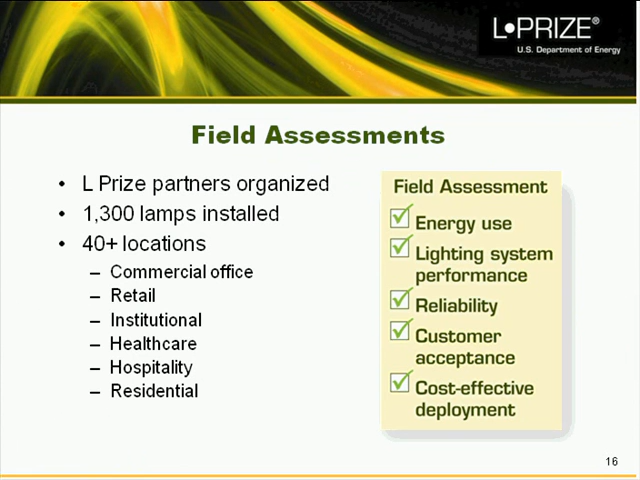 L•PRIZE®
U.S. Department of Energy
Field Assessments
• L Prize partners organized
• 1,300 lamps installed
• 40+ locations
– Commercial office
– Retail
– Institutional
– Healthcare
– Hospitality
– Residential
Field Assessment
Energy use
Lighting system
performance
Reliability
Customer
acceptance
Cost-effective
deployment
16